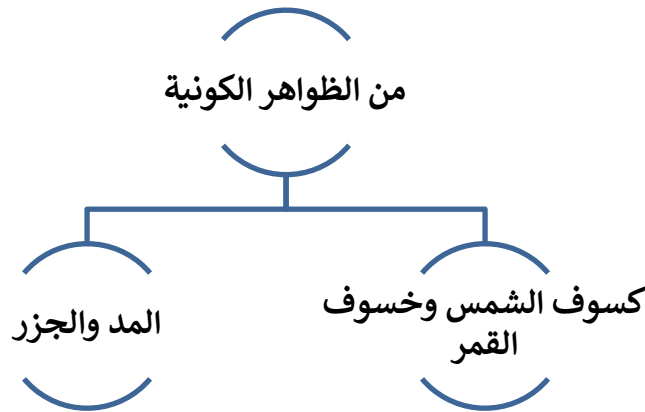 من الظواهر الكونية
كسوف الشمس وخسوف
القمر
المد والجزر